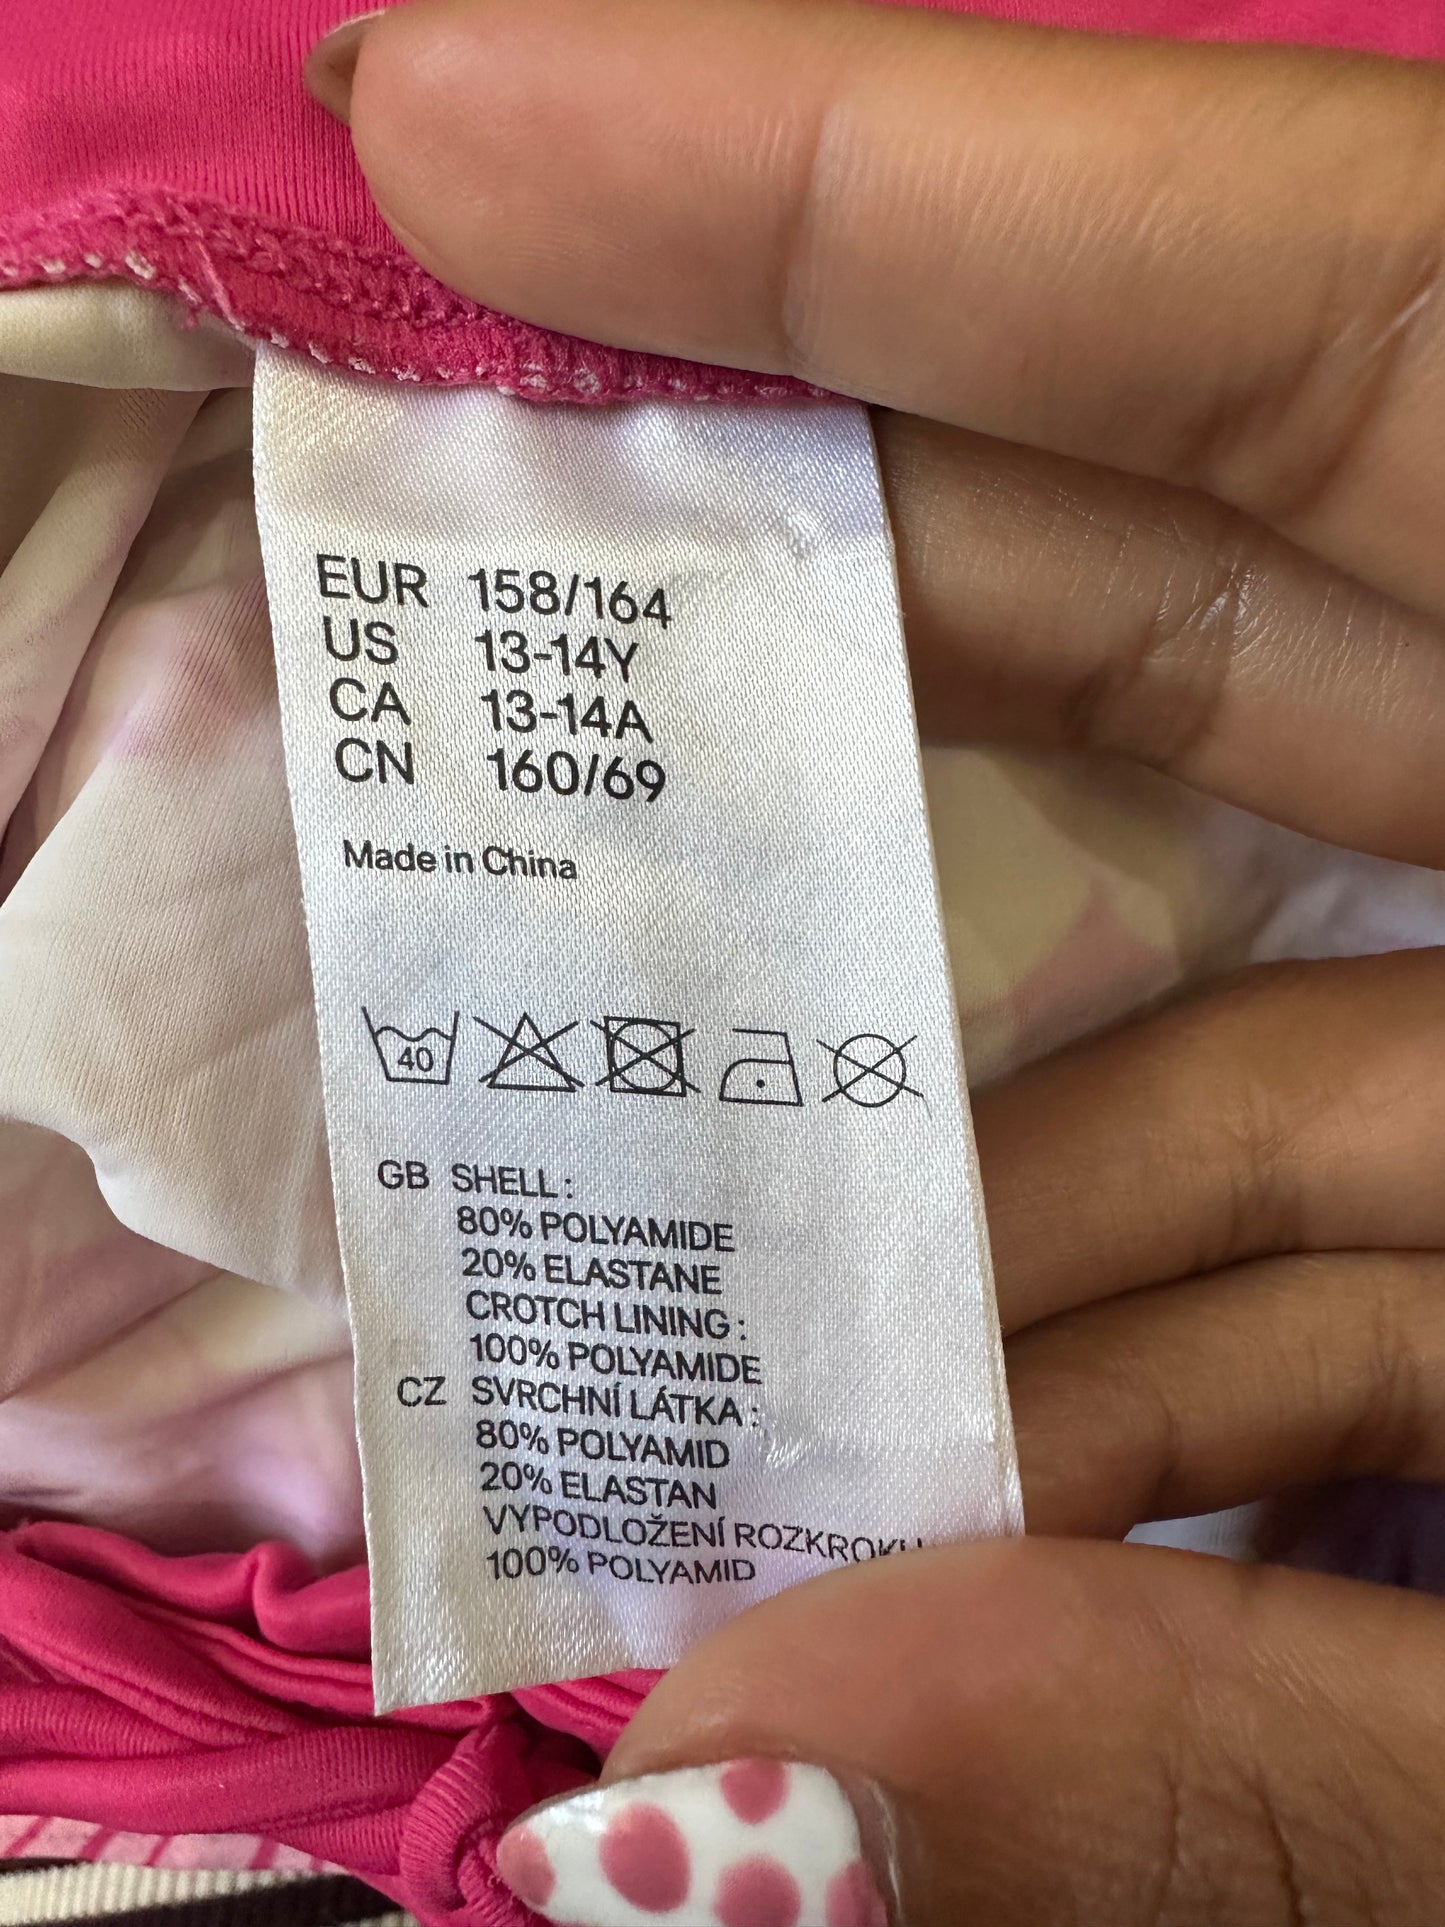 EUR 158/164
US 13-14Y
CA 13-14A
CN 160/69
Made in China
40
GB SHELL:
80% POLYAMIDE
20% ELASTANE
CROTCH LINING:
100% POLYAMIDE
CZ SVRCHNÍ LÁTKA:
80% POLYAMID
20% ELASTAN
VYPODLOŽENÍ ROZKROKU
100% POLYAMID